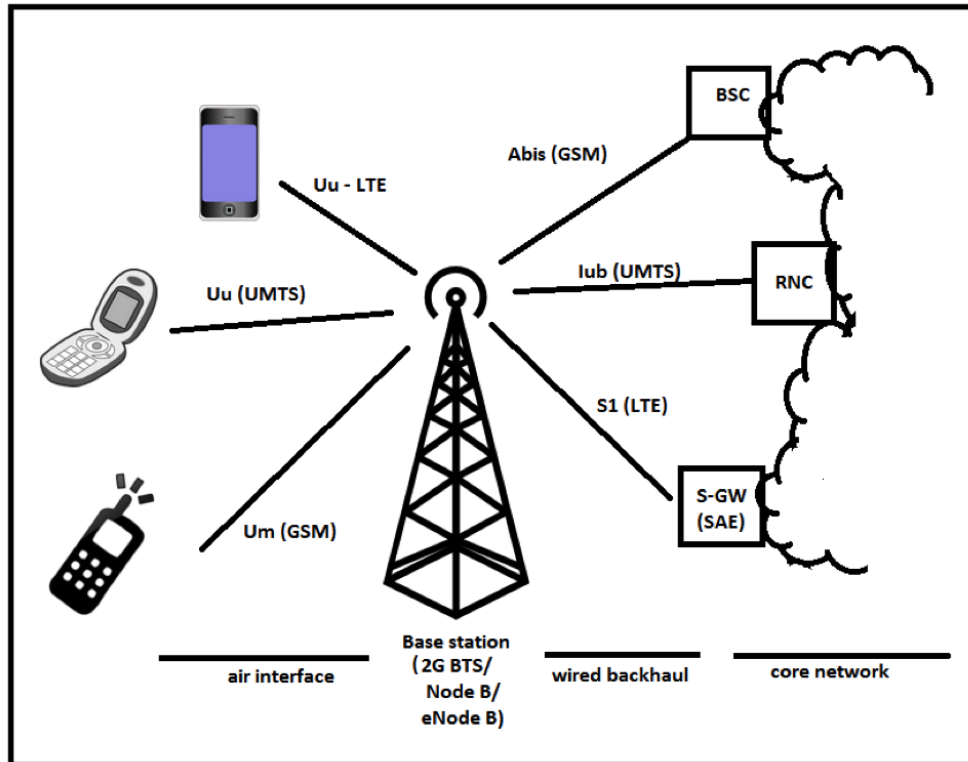 BSC
Abis (GSM)
Uu - LTE
Iub (UMTS)
RNC
Uu (UMTS)
S1 (LTE)
S-GW
(SAE)
Um (GSM)
Base station
( 2G BTS/
Node B/
eNode B)
air interface
wired backhaul
core network